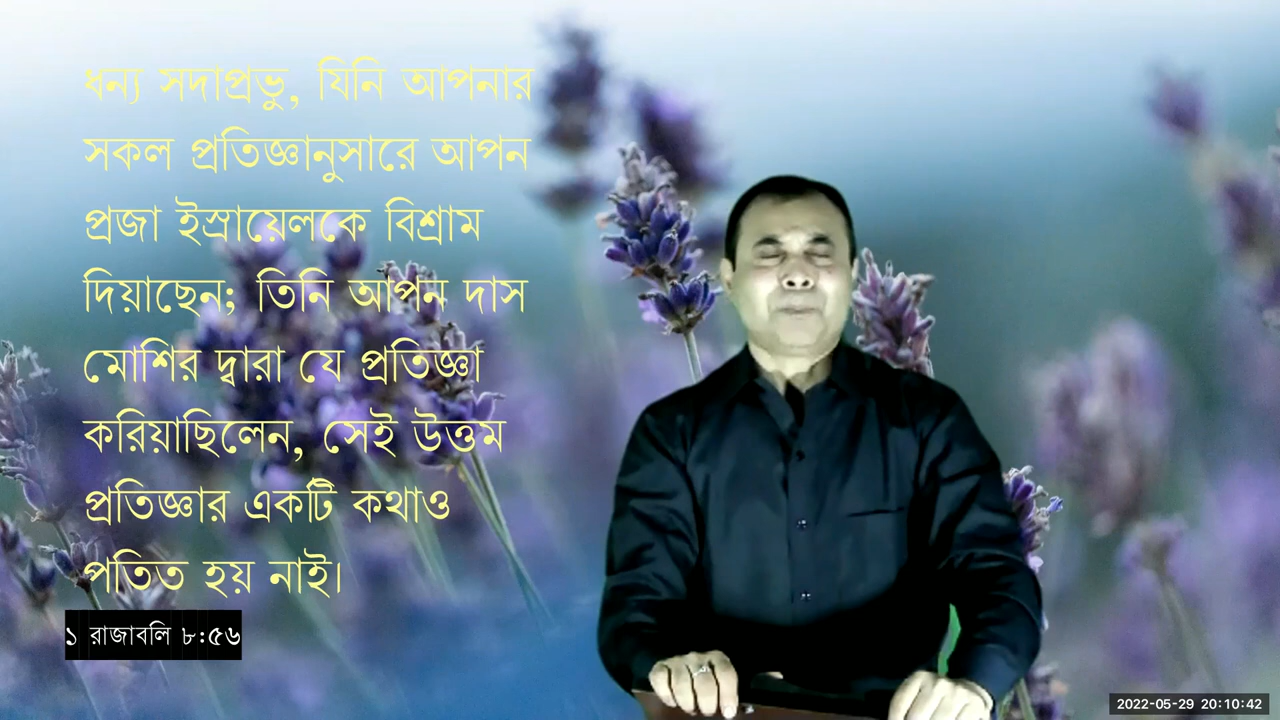 ধন্য সদাপ্রভু, যিনি আপনার
সকল প্রতিজ্ঞানুসারে আপন
প্রজা ইস্রায়েলকে বিশ্রাম
দিয়াছেন; তিনি আপন দাস
মোশির দ্বারা যে প্রতিজ্ঞা
করিয়াছিলেন, সেই উত্তম
প্রতিজ্ঞার একটি কথাও
পতিত হয় নাই।
১ রাজাবলি ৮:৫৬
2022-05-29 20:10:42